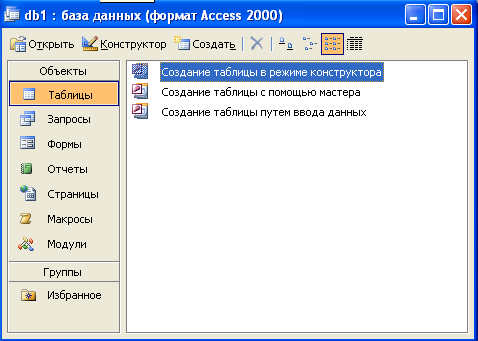 db1 : база данных (формат Access 2000)
Открыть Конструктор Создать
Объекты
Таблицы
Запросы
Формы
Отчеты
Страницы
Макросы
Модули
Группы
Избранное
Создание таблицы в режиме конструктора
Создание таблицы с помощью мастера
Создание таблицы путем ввода данных